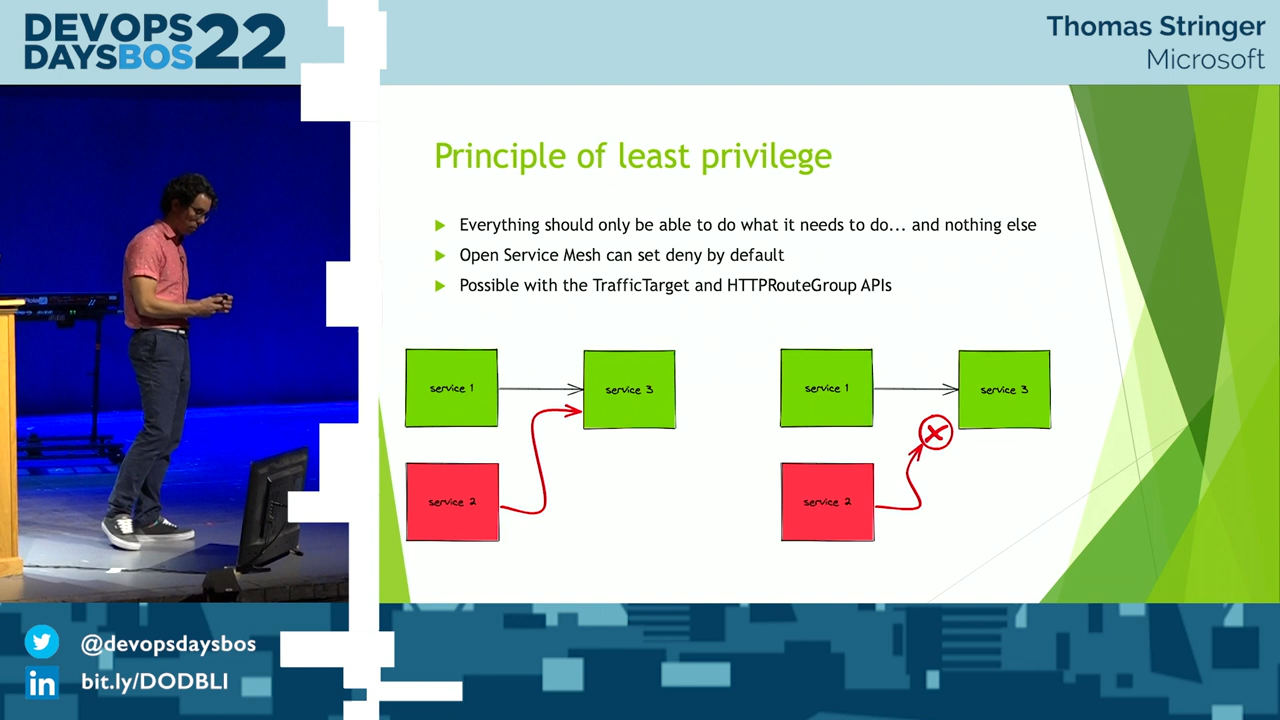 DEVOPS
DAYSBOS22
Thomas Stringer
Microsoft
Principle of least privilege
Everything should only be able to do what it needs to do... and nothing else
Open Service Mesh can set deny by default
Possible with the TrafficTarget and HTTPRouteGroup APIs
service 1
service 3
service 2
service 1
service 3
service 2
@devopsdaysbos
bit.ly/DODBLI